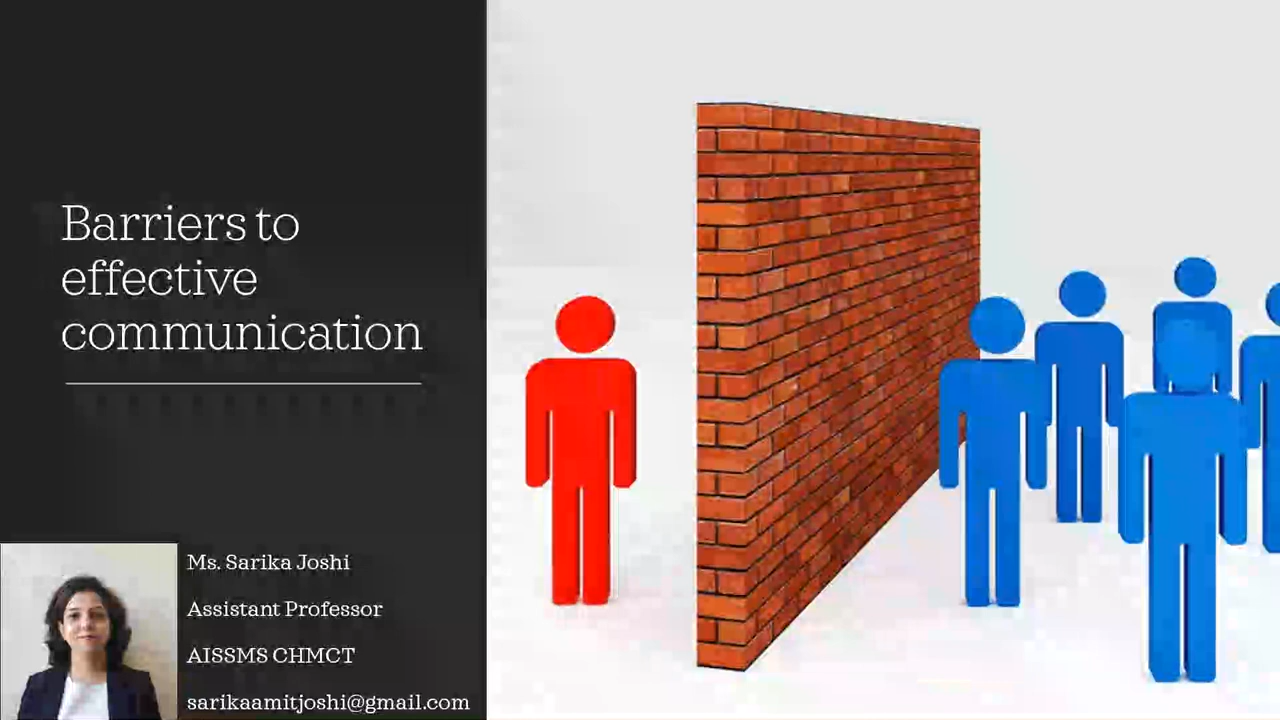 Barriers to
effective
communication
Ms. Sarika Joshi
Assistant Professor
AISSMS CHMCT
sarikaamitjoshi@gmail.com